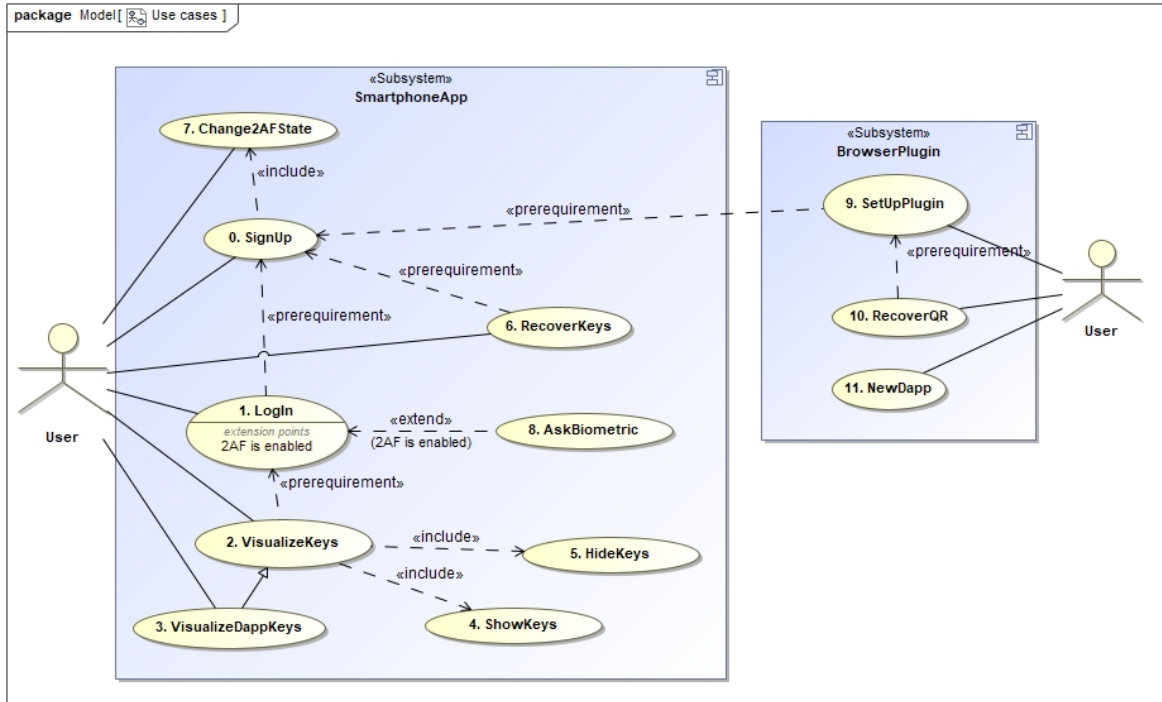 package Model[ Use cases ]
«Subsystem»
SmartphoneApp
7. Change2AFState
«include»
0. SignUp
«prerequirement»
«prerequirement»
«prerequirement»
6. RecoverKeys
1. LogIn
extension points
2AF is enabled
«extend»
(2AF is enabled)
8. AskBiometric
«prerequirement»
2. VisualizeKeys
«include»
5. HideKeys
«include»
4. ShowKeys
3. VisualizeDappKeys
User
«Subsystem»
BrowserPlugin
9. SetUpPlugin
«prerequirement»
10. RecoverQR
11. NewDapp
User